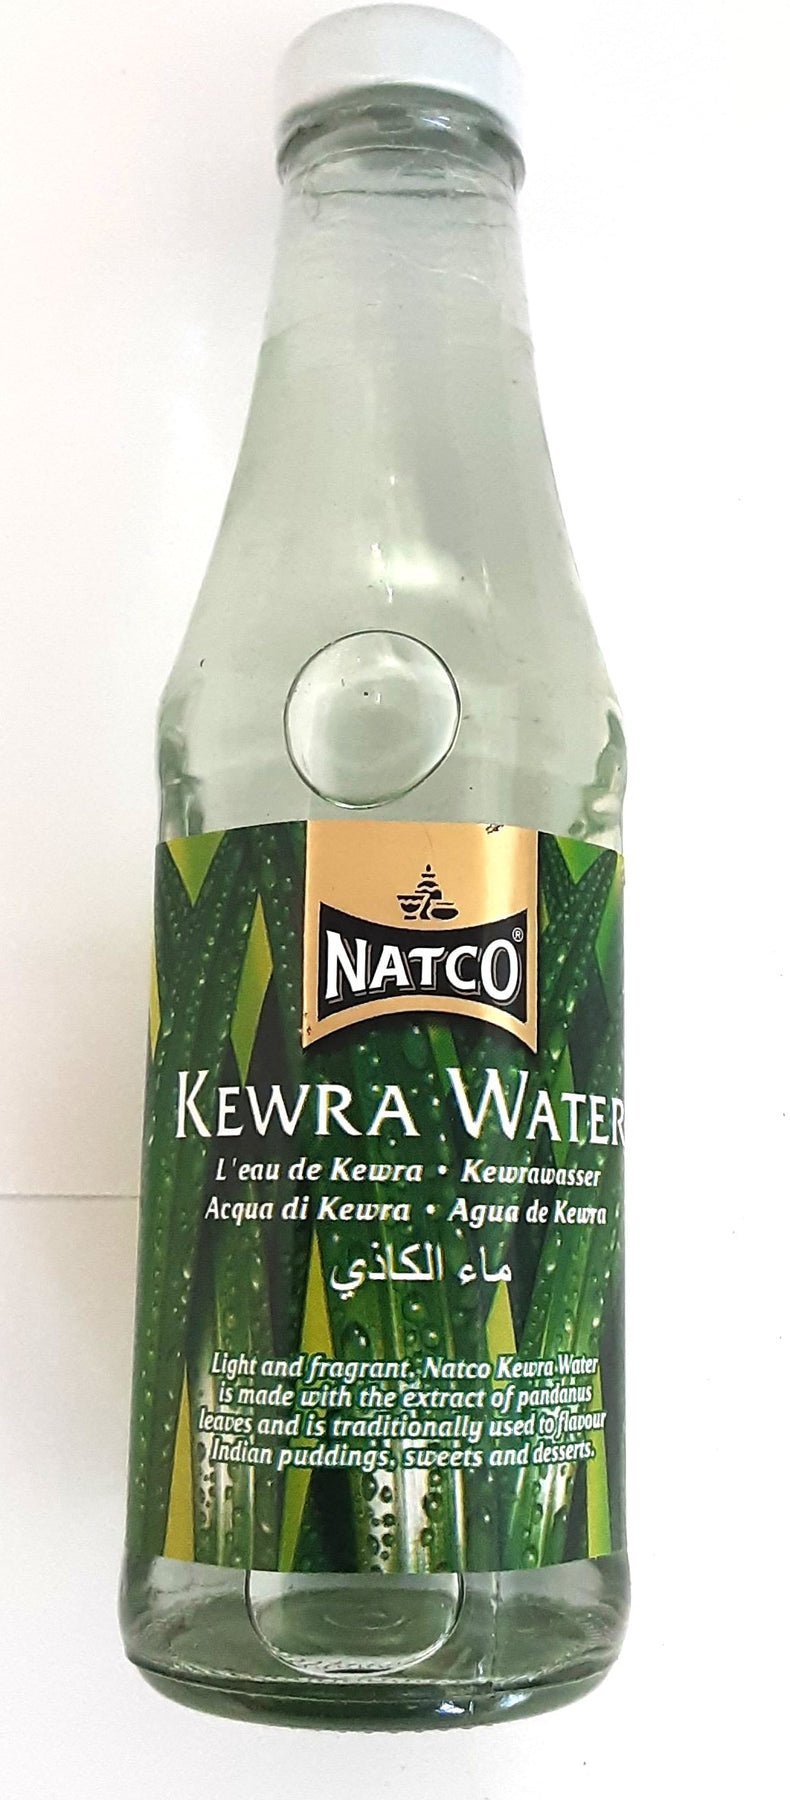 NATCO®
KEWRA WATER
L'eau de Kewra • Kewrawasser
Acqua di Kewra • Agua de Kewra
ماء الكاذي
Light and fragrant, Natco Kewra Water
is made with the extract of pandanus
leaves and is traditionally used to flavour
Indian puddings, sweets and desserts.